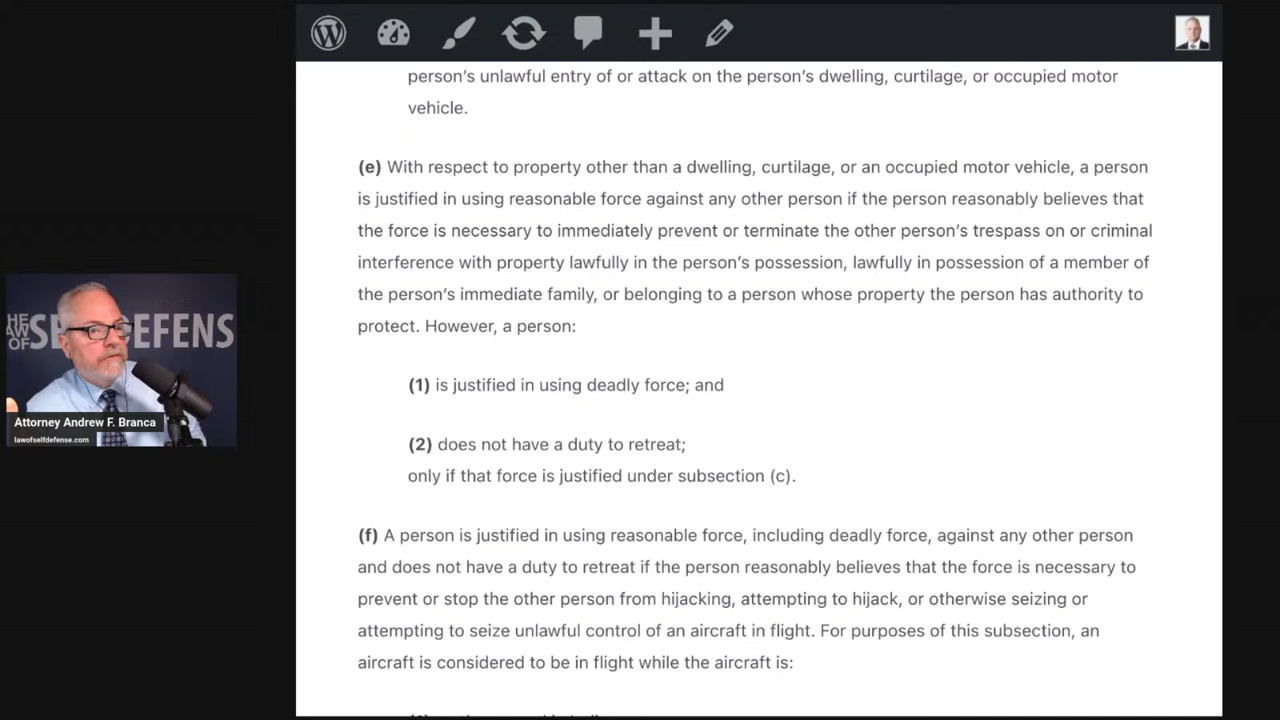 person's unlawful entry of or attack on the person's dwelling, curtilage, or occupied motor
vehicle.
(e) With respect to property other than a dwelling, curtilage, or an occupied motor vehicle, a person
is justified in using reasonable force against any other person if the person reasonably believes that
the force is necessary to immediately prevent or terminate the other person's trespass on or criminal
interference with property lawfully in the person's possession, lawfully in possession of a member of
the person's immediate family, or belonging to a person whose property the person has authority to
protect. However, a person:
(1) is justified in using deadly force; and
(2) does not have a duty to retreat;
only if that force is justified under subsection (c).
(f) A person is justified in using reasonable force, including deadly force, against any other person
and does not have a duty to retreat if the person reasonably believes that the force is necessary to
prevent or stop the other person from hijacking, attempting to hijack, or otherwise seizing or
attempting to seize unlawful control of an aircraft in flight. For purposes of this subsection, an
aircraft is considered to be in flight while the aircraft is:
Attorney Andrew F. Branca
lawofselfdefense.com